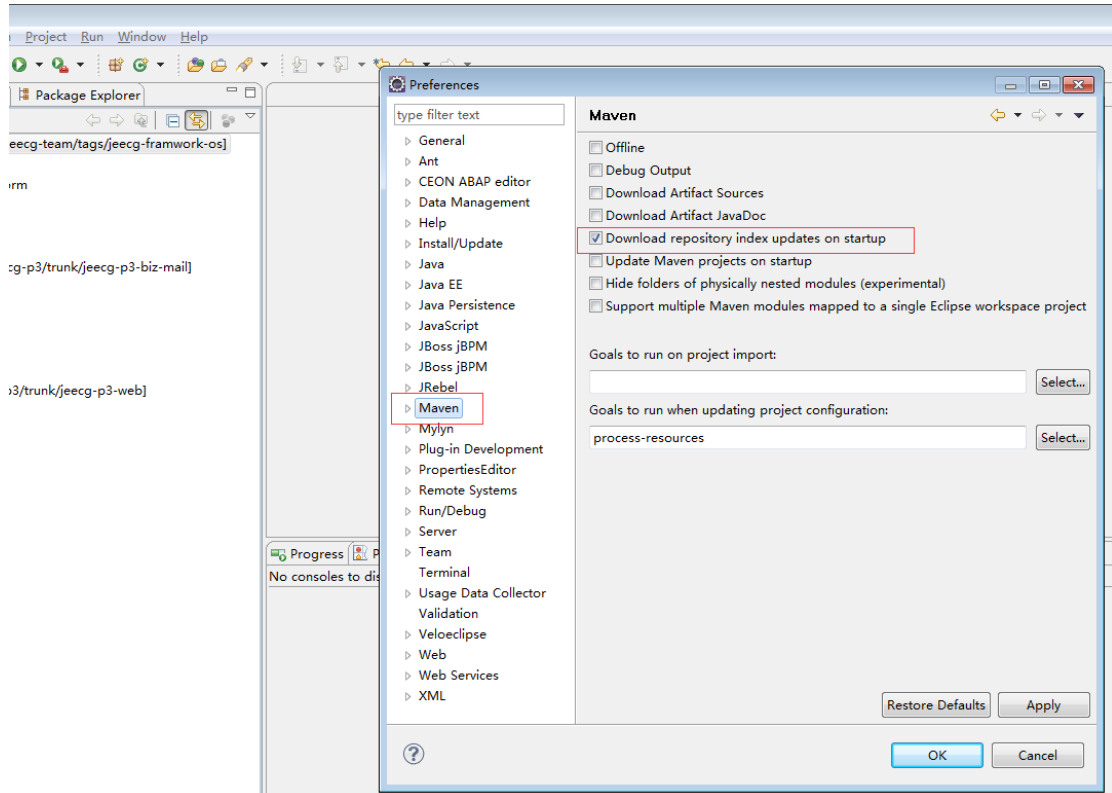 Project Run Window Help
Package Explorer
eecg-team/tags/jeecg-framwork-os]
orm
cg-p3/trunk/jeecg-p3-biz-mail]
p3/trunk/jeecg-p3-web]
Progress
No consoles to dis
Preferences
type filter text
General
Ant
CEON ABAP editor
Data Management
Help
Install/Update
Java
Java EE
Java Persistence
JavaScript
JBoss jBPM
JBoss jBPM
JRebel
Maven
Mylyn
Plug-in Development
PropertiesEditor
Remote Systems
Run/Debug
Server
Team
Terminal
Usage Data Collector
Validation
Veloeclipse
Web
Web Services
XML
Maven
Offline
Debug Output
Download Artifact Sources
Download Artifact JavaDoc
Download repository index updates on startup
Update Maven projects on startup
Hide folders of physically nested modules (experimental)
Support multiple Maven modules mapped to a single Eclipse workspace project
Goals to run on project import:
Select...
Goals to run when updating project configuration:
process-resources
Select...
Restore Defaults
Apply
OK
Cancel